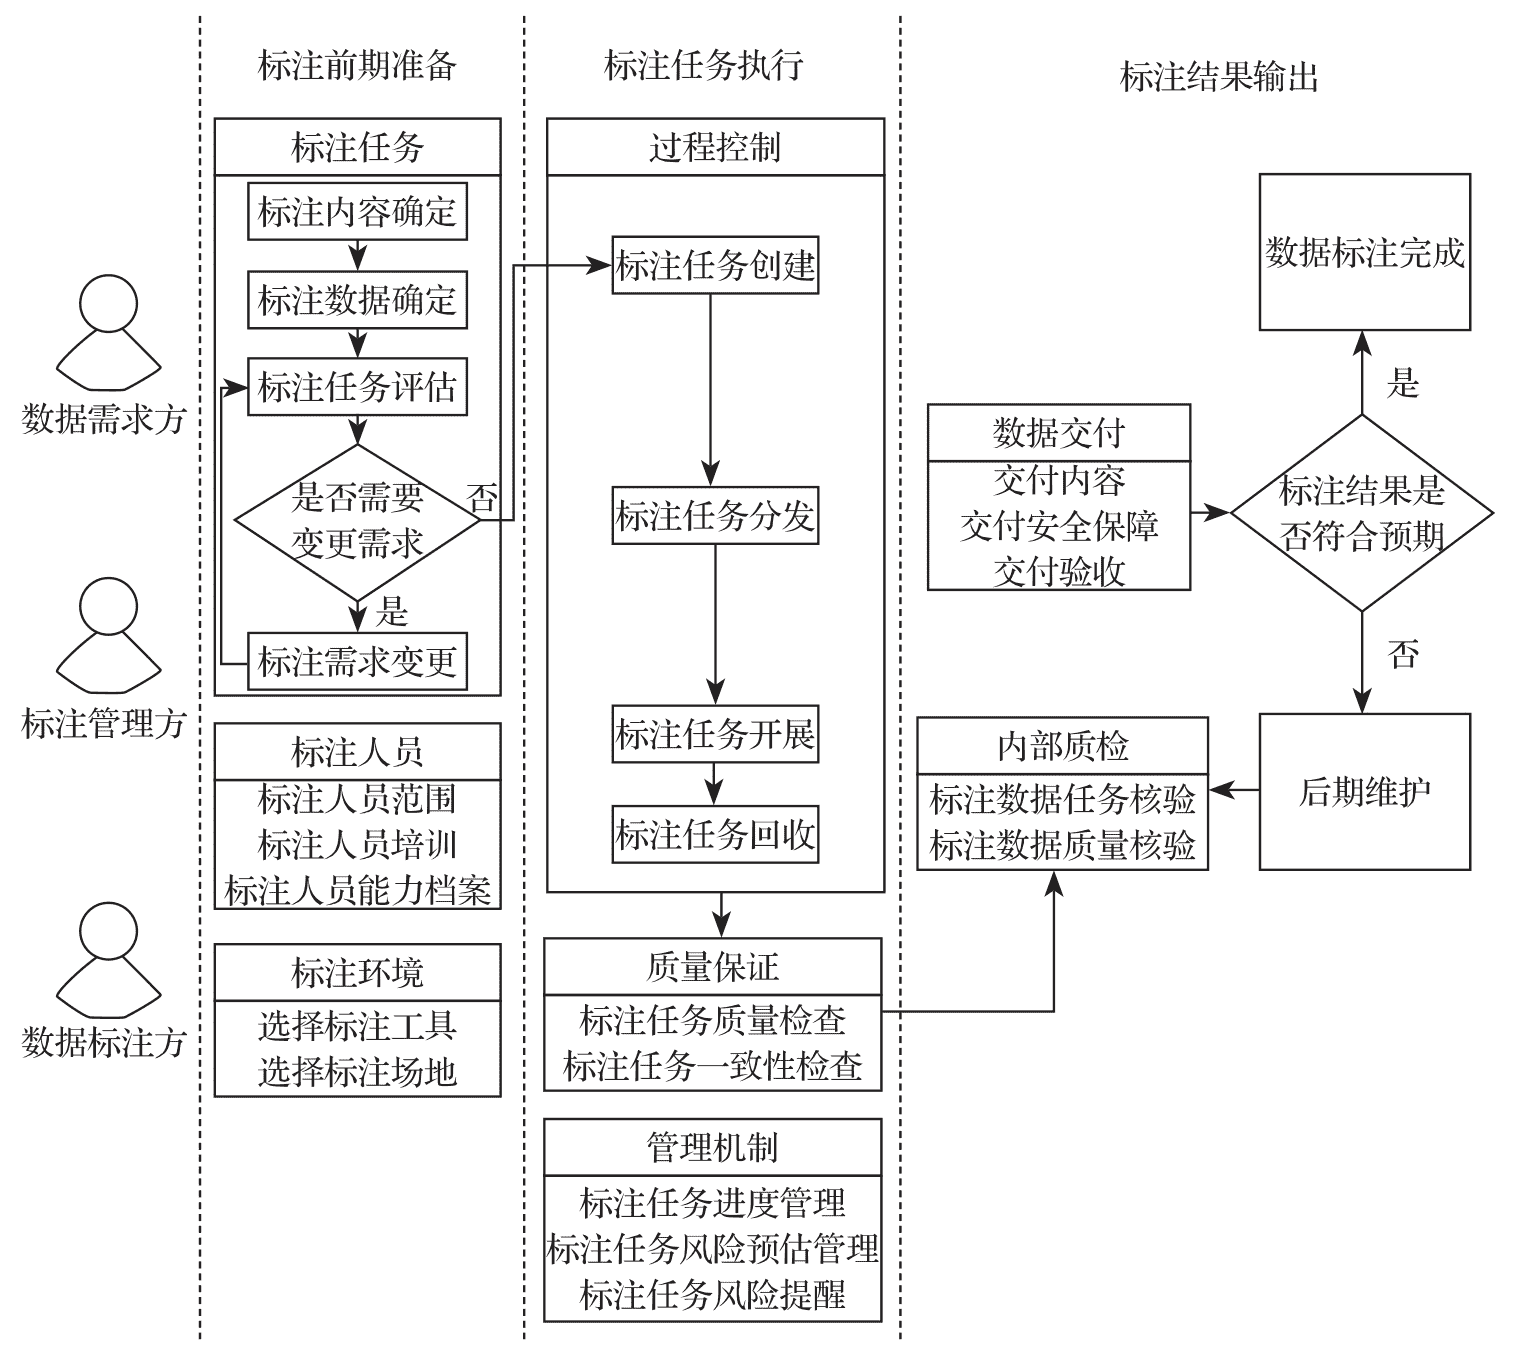 标注前期准备
标注任务执行
标注结果输出
数据需求方
标注管理方
数据标注方
标注任务
标注内容确定
标注数据确定
标注任务评估
是否需要
变更需求
否
是
标注需求变更
标注人员
标注人员范围
标注人员培训
标注人员能力档案
标注环境
选择标注工具
选择标注场地
过程控制
标注任务创建
标注任务分发
标注任务开展
标注任务回收
质量保证
标注任务质量检查
标注任务一致性检查
管理机制
标注任务进度管理
标注任务风险预估管理
标注任务风险提醒
数据标注完成
是
数据交付
交付内容
交付安全保障
交付验收
标注结果是
否符合预期
否
内部质检
标注数据任务核验
标注数据质量核验
后期维护